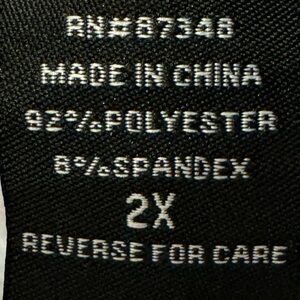 RN#87348
MADE IN CHINA
92%POLYESTER
8%SPANDEX
2X
REVERSE FOR CARE